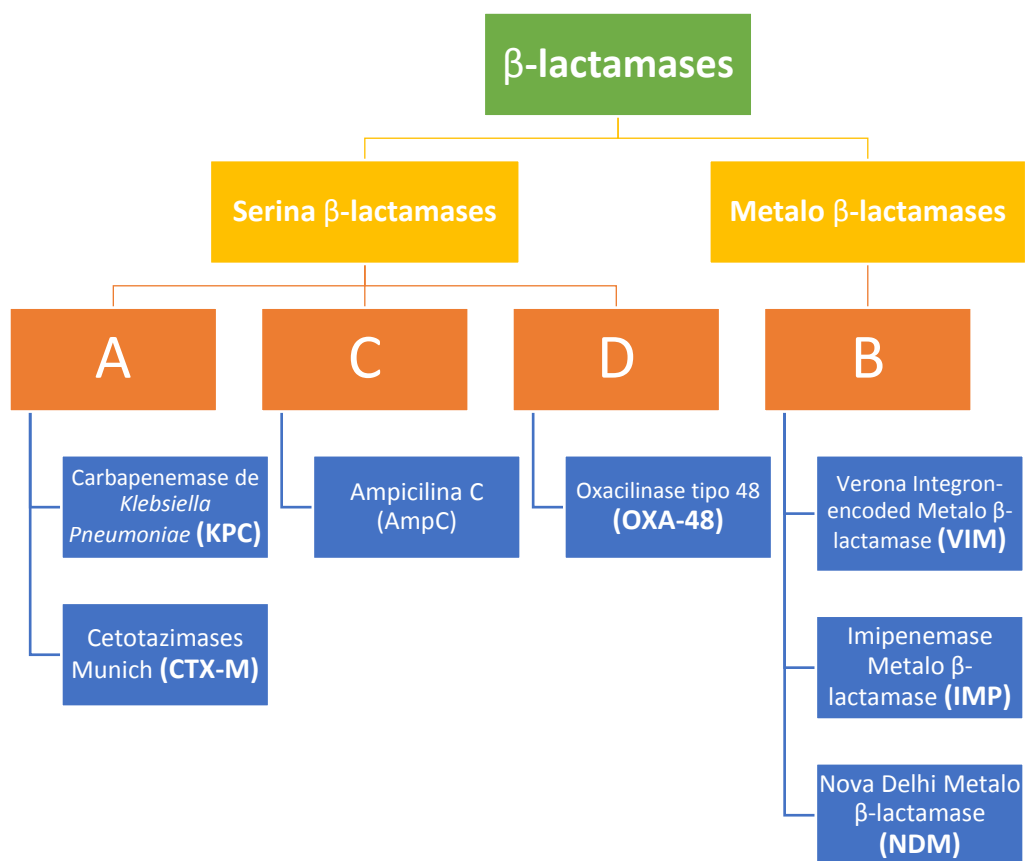 β-lactamases
Serina β-lactamases
Metalo β-lactamases
A
C
D
B
Carbapenemase de
Klebsiella
Pneumoniae (KPC)
Cetotazimases
Munich (CTX-M)
Ampicilina C
(AmpC)
Oxacilinase tipo 48
(OXA-48)
Verona Integron-
encoded Metalo β-
lactamase (VIM)
Imipenemase
Metalo β-
lactamase (IMP)
Nova Delhi Metalo
β-lactamase
(NDM)